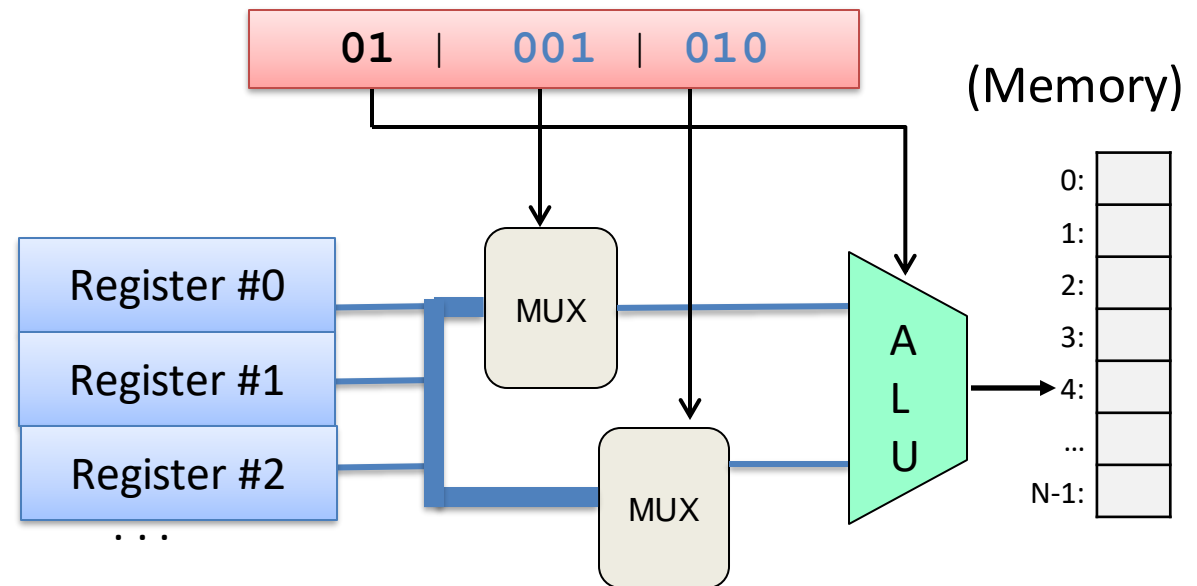 01 | 001 | 010
(Memory)
0:
1:
2:
3:
4:
...
N-1:
Register #0
Register #1
Register #2
. . .
MUX
MUX
A
L
U